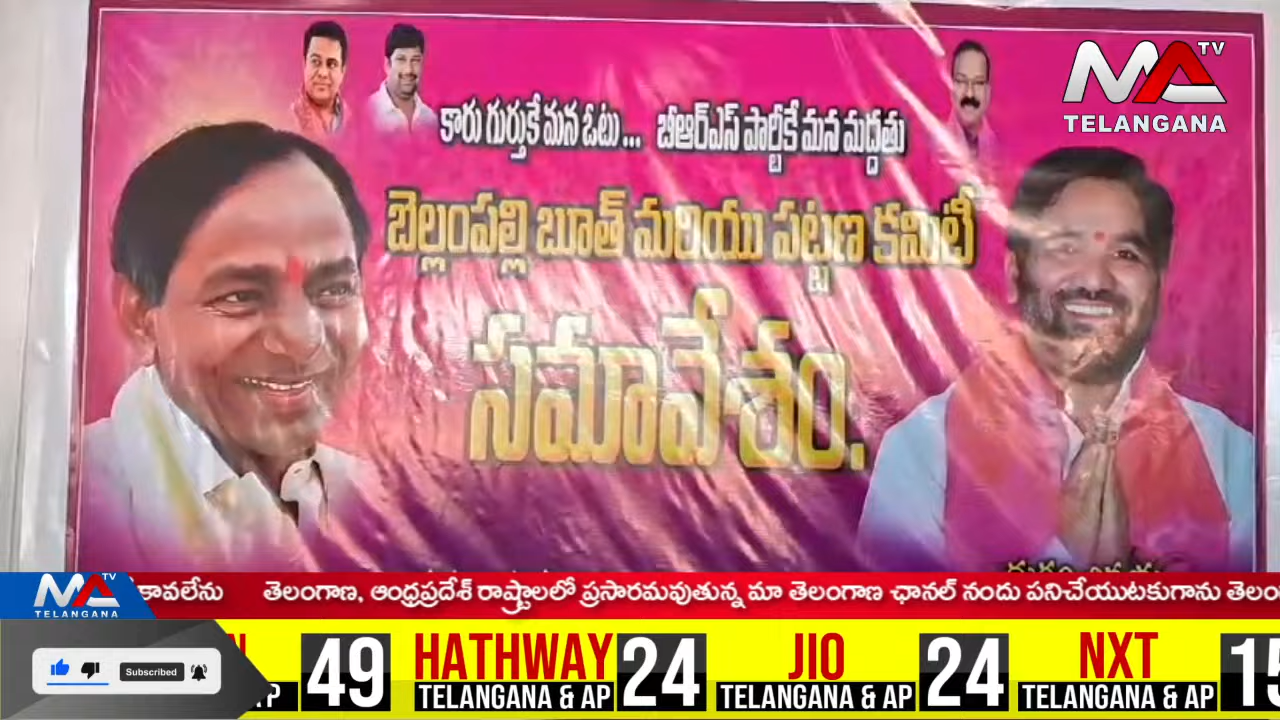 MA TV
TELANGANA
కారు గుర్తుకే మన ఓటు... బీఆర్ఎస్ పార్టీకే మన మద్దతు
బెల్లంపల్లి బూత్ మరియు పట్టణ కమిటీ
సమావేశం.
MA TV
TELANGANA
కావలేను తెలంగాణ, ఆంధ్రప్రదేశ్ రాష్ట్రాలలో ప్రసారమవుతున్న మా తెలంగాణ ఛానల్ నందు పనిచేయుటకుగాను
49 HATHWAY 24 JIO 24 NXT
TELANGANA & AP TELANGANA & AP TELANGANA & AP
Subscribed